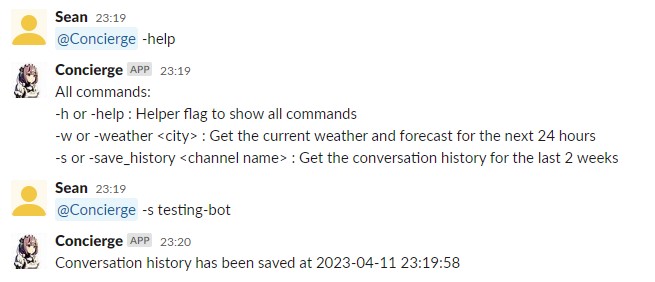 Sean 23:19
@Concierge -help
Concierge APP 23:19
All commands:
-h or -help : Helper flag to show all commands
-w or -weather <city> : Get the current weather and forecast for the next 24 hours
-s or -save_history <channel name> : Get the conversation history for the last 2 weeks
Sean 23:19
@Concierge -s testing-bot
Concierge APP 23:20
Conversation history has been saved at 2023-04-11 23:19:58